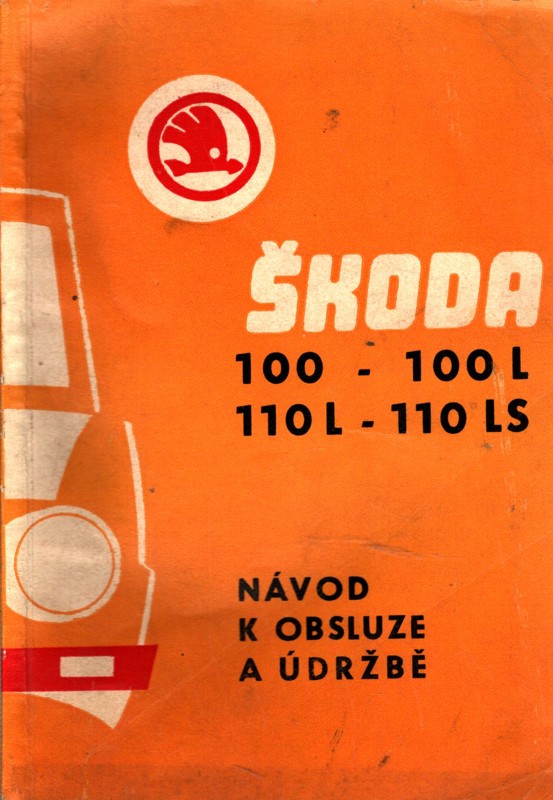 ŠKODA
100 - 100 L
110 L - 110 LS
NÁVOD
K OBSLUZE
A ÚDRŽBĚ